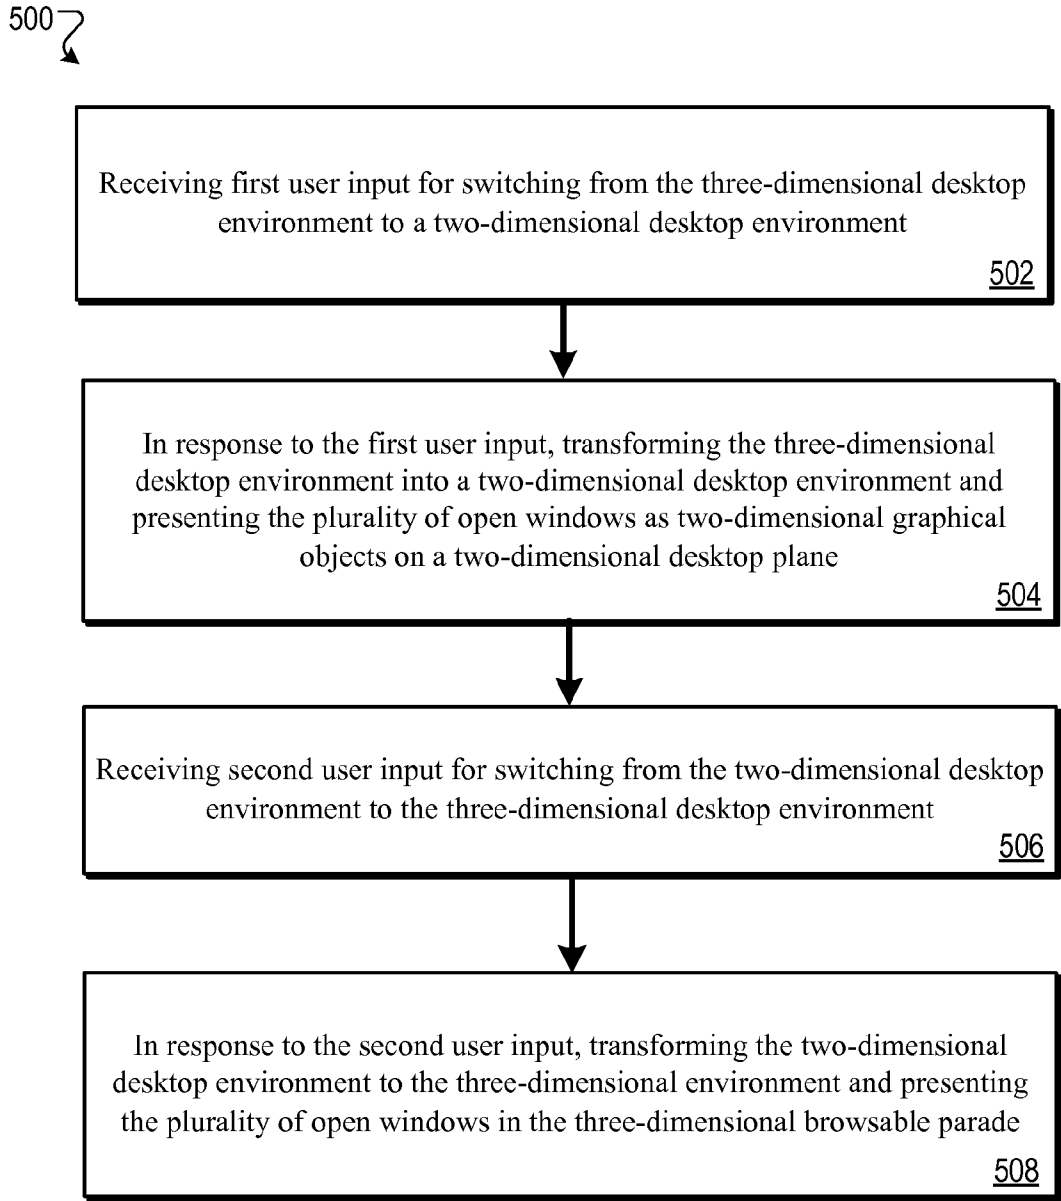 500
Receiving first user input for switching from the three-dimensional desktop
environment to a two-dimensional desktop environment
502
In response to the first user input, transforming the three-dimensional
desktop environment into a two-dimensional desktop environment and
presenting the plurality of open windows as two-dimensional graphical
objects on a two-dimensional desktop plane
504
Receiving second user input for switching from the two-dimensional desktop
environment to the three-dimensional desktop environment
506
In response to the second user input, transforming the two-dimensional
desktop environment to the three-dimensional environment and presenting
the plurality of open windows in the three-dimensional browsable parade
508